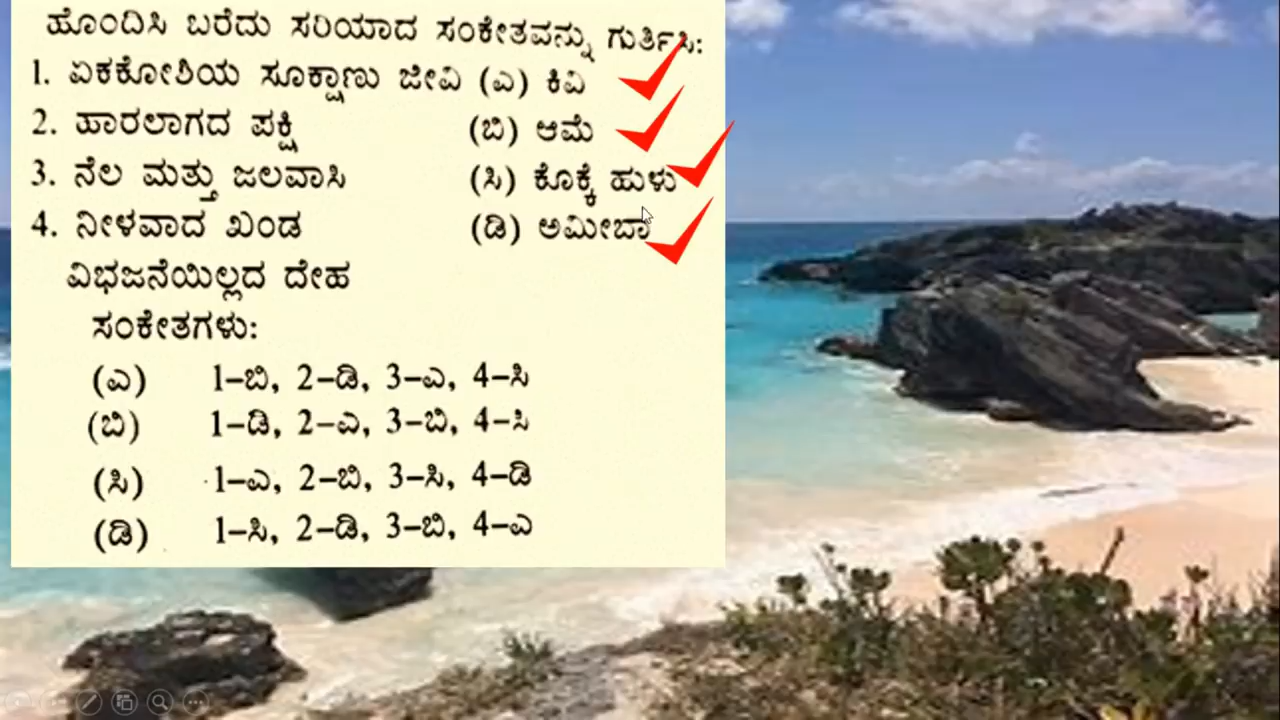 ಹೊಂದಿಸಿ ಬರೆದು ಸರಿಯಾದ ಸಂಕೇತವನ್ನು ಗುರ್ತಿಸಿ:
1. ಏಕಕೋಶಿಯ ಸೂಕ್ಷಾಣು ಜೀವಿ (ಎ) ಕಿವಿ
2. ಹಾರಲಾಗದ ಪಕ್ಷಿ (ಬಿ) ಆಮೆ
3. ನೆಲ ಮತ್ತು ಜಲವಾಸಿ (ಸಿ) ಕೊಕ್ಕೆ ಹುಳು
4. ನೀಳವಾದ ಖಂಡ (ಡಿ) ಅಮೀಬಾ
ವಿಭಜನೆಯಿಲ್ಲದ ದೇಹ
ಸಂಕೇತಗಳು:
(ಎ) 1–ಬಿ, 2–ಡಿ, 3–ಎ, 4–ಸಿ
(ಬಿ) 1–ಡಿ, 2–ಎ, 3–ಬಿ, 4–ಸಿ
(ಸಿ) 1–ಎ, 2–ಬಿ, 3–ಸಿ, 4–ಡಿ
(ಡಿ) 1–ಸಿ, 2–ಡಿ, 3–ಬಿ, 4–ಎ